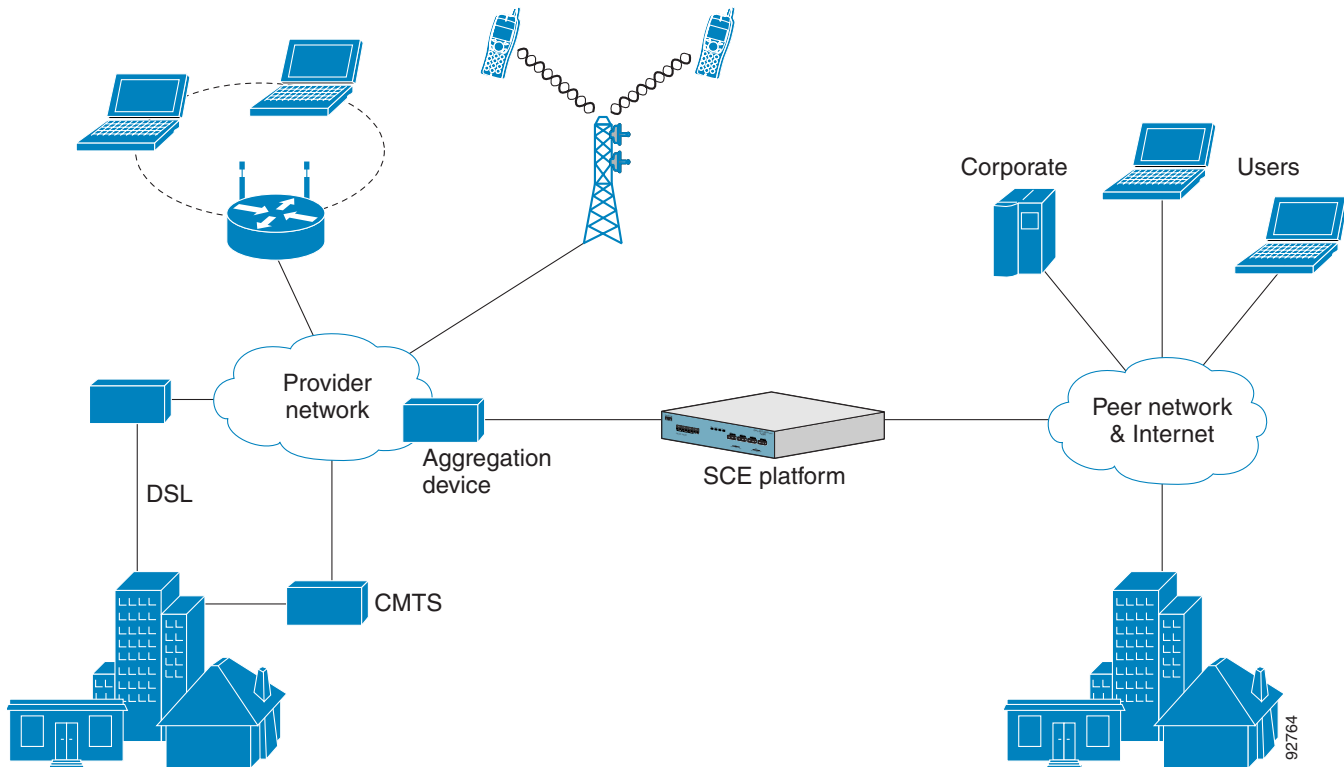 Corporate
Users
Provider
network
Peer network
& Internet
Aggregation
device
SCE platform
DSL
CMTS
92764